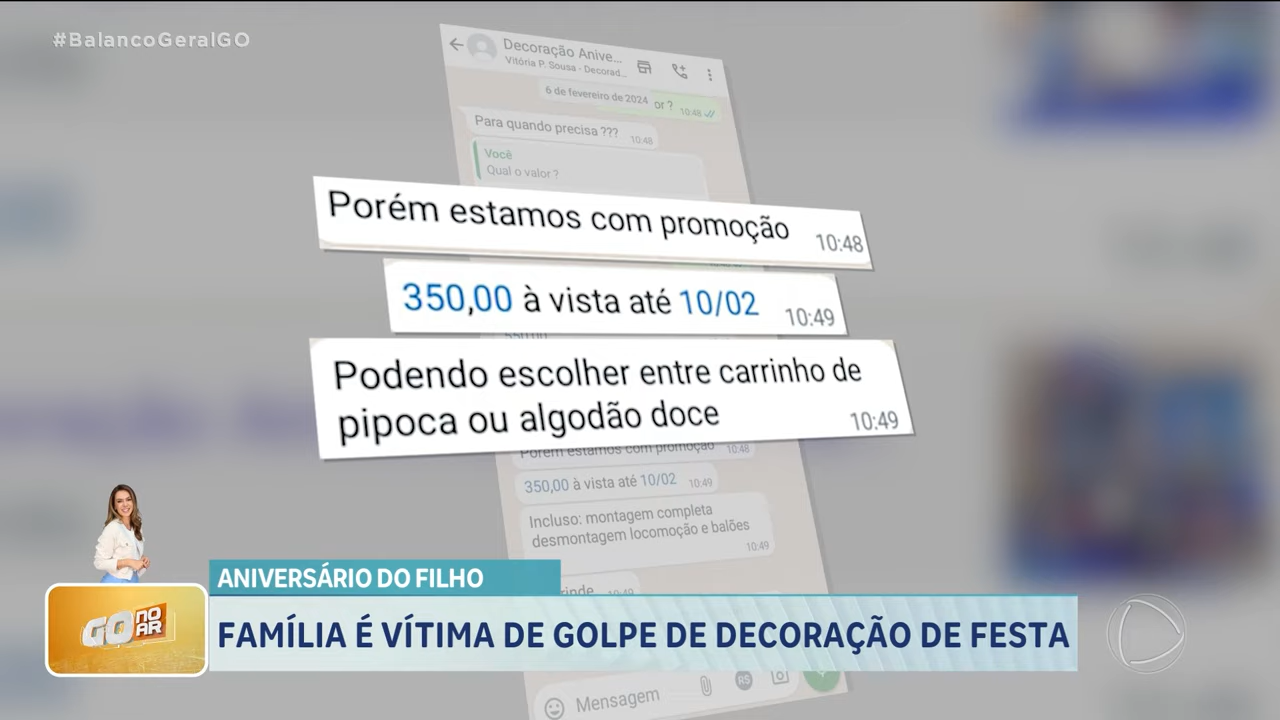 #BalancoGeralGO
Decoração Anive...
Vitória P. Sousa - Decorad...
6 de fevereiro de 2024
or ?
10:48
Para quando precisa ???
10:48
Você
Qual o valor ?
Porém estamos com promoção
10:48
350,00 à vista até 10/02
10:49
Podendo escolher entre carrinho de
pipoca ou algodão doce
10:49
Porém estamos com promoção
10:48
350,00 à vista até 10/02
10:49
Incluso: montagem completa
desmontagem locomoção e balões
10:49
ANIVERSÁRIO DO FILHO
GO NO AR
FAMÍLIA É VÍTIMA DE GOLPE DE DECORAÇÃO DE FESTA
Mensagem
R$